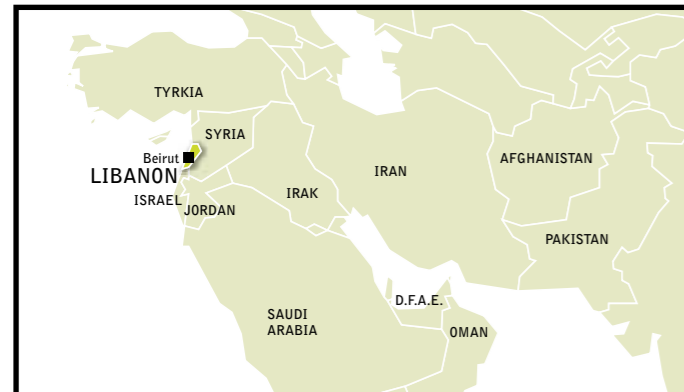 TYRKIA
SYRIA
Beirut
LIBANON
ISRAEL
JORDAN
IRAK
IRAN
AFGHANISTAN
PAKISTAN
D.F.A.E.
SAUDI
ARABIA
OMAN